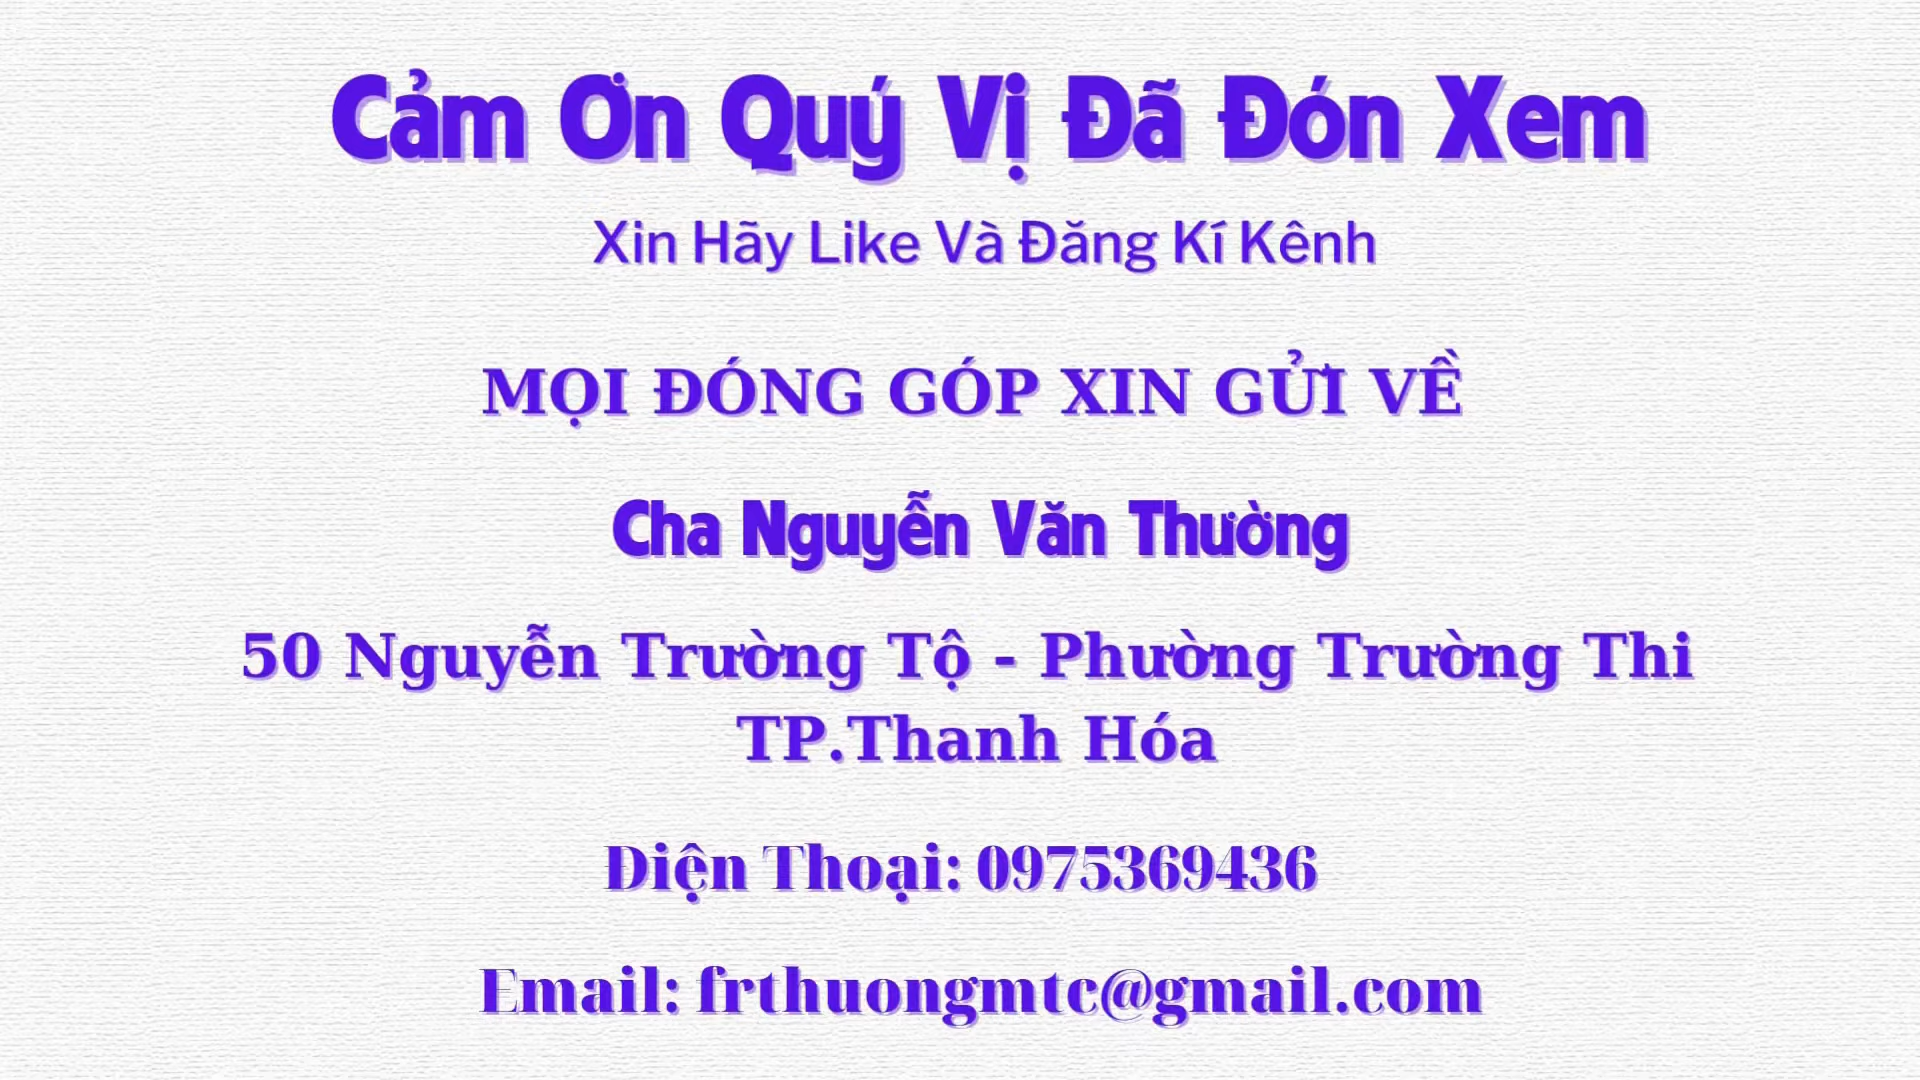 Cảm Ơn Quý Vị Đã Đón Xem
Xin Hãy Like Và Đăng Kí Kênh
MỌI ĐÓNG GÓP XIN GỬI VỀ
Cha Nguyễn Văn Thường
50 Nguyễn Trường Tộ - Phường Trường Thi
TP.Thanh Hóa
Điện Thoại: 0975369436
Email: frthuongmtc@gmail.com